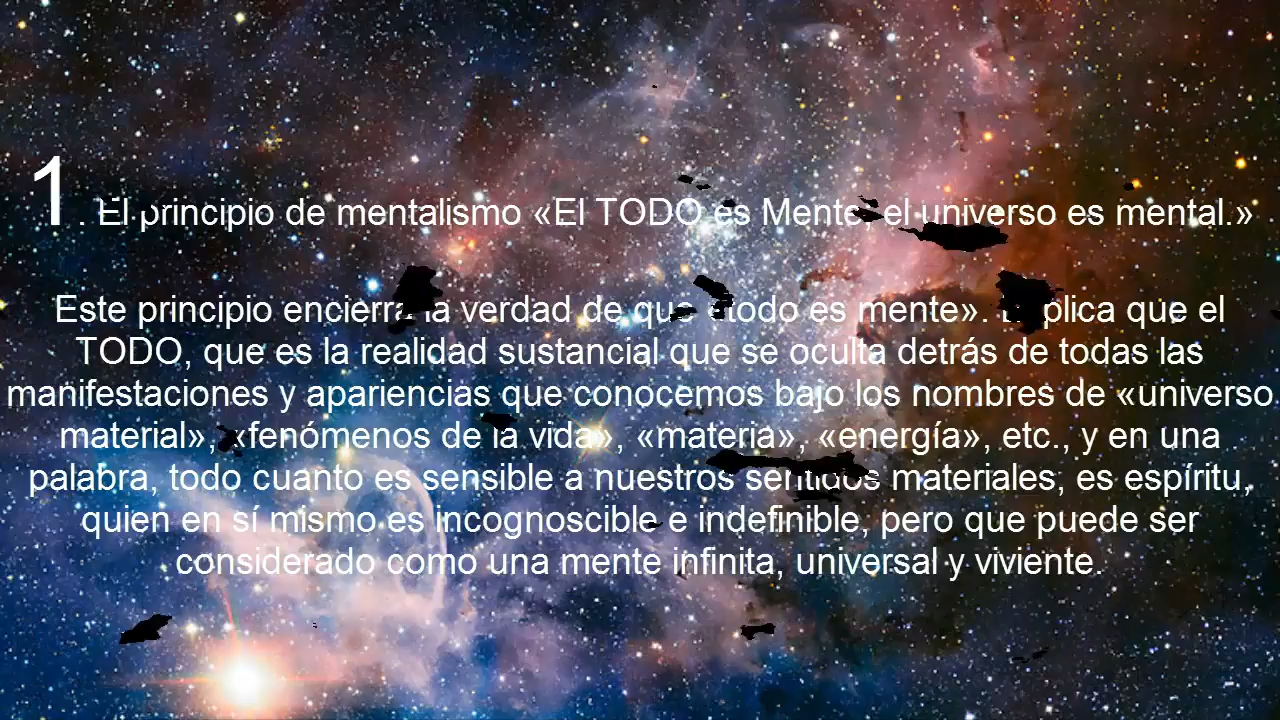 1. El principio de mentalismo «El TODO es Mente; el universo es mental.»
Este principio encierra la verdad de que «todo es mente». Explica que el
TODO, que es la realidad sustancial que se oculta detrás de todas las
manifestaciones y apariencias que conocemos bajo los nombres de «universo
material», «fenómenos de la vida», «materia», «energía», etc., y en una
palabra, todo cuanto es sensible a nuestros sentidos materiales, es espíritu,
quien en sí mismo es incognoscible e indefinible, pero que puede ser
considerado como una mente infinita, universal y viviente.